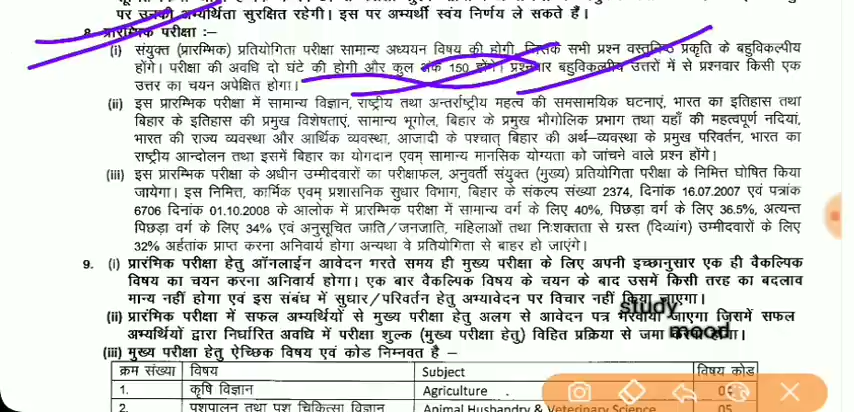 पर उनकी अभ्यर्थिता सुरक्षित रहेगी। इस पर अभ्यर्थी स्वंय निर्णय ले सकते हैं।
8. प्रारम्भिक परीक्षा :–
(i) संयुक्त (प्रारम्भिक) प्रतियोगिता परीक्षा सामान्य अध्ययन विषय की होगी, जिसके सभी प्रश्न वस्तुनिष्ठ प्रकृति के बहुविकल्पीय
होंगे। परीक्षा की अवधि दो घंटे की होगी और कुल अंक 150 होंगे। प्रश्नवार बहुविकल्पीय उत्तरों में से प्रश्नवार किसी एक
उत्तर का चयन अपेक्षित होगा।
(ii) इस प्रारम्भिक परीक्षा में सामान्य विज्ञान, राष्ट्रीय तथा अन्तर्राष्ट्रीय महत्व की समसामयिक घटनाएं, भारत का इतिहास तथा
बिहार के इतिहास की प्रमुख विशेषताएं, सामान्य भूगोल, बिहार के प्रमुख भौगोलिक प्रभाग तथा यहाँ की महत्वपूर्ण नदियां,
भारत की राज्य व्यवस्था और आर्थिक व्यवस्था, आजादी के पश्चात् बिहार की अर्थ–व्यवस्था के प्रमुख परिवर्तन, भारत का
राष्ट्रीय आन्दोलन तथा इसमें बिहार का योगदान एवम् सामान्य मानसिक योग्यता को जांचने वाले प्रश्न होंगे।
(iii) इस प्रारम्भिक परीक्षा के अधीन उम्मीदवारों का परीक्षाफल, अनुवर्ती संयुक्त (मुख्य) प्रतियोगिता परीक्षा के निमित्त घोषित किया
जायेगा। इस निमित्त, कार्मिक एवम् प्रशासनिक सुधार विभाग, बिहार के संकल्प संख्या 2374, दिनांक 16.07.2007 एवं पत्रांक
6706 दिनांक 01.10.2008 के आलोक में प्रारम्भिक परीक्षा में सामान्य वर्ग के लिए 40%, पिछड़ा वर्ग के लिए 36.5%, अत्यन्त
पिछड़ा वर्ग के लिए 34% एवं अनुसूचित जाति/जनजाति, महिलाओं तथा निःशक्तता से ग्रस्त (दिव्यांग) उम्मीदवारों के लिए
32% अर्हतांक प्राप्त करना अनिवार्य होगा अन्यथा वे प्रतियोगिता से बाहर हो जाएंगे।
9. (i) प्रारंमिक परीक्षा हेतु ऑनलाईन आवेदन भरते समय ही मुख्य परीक्षा के लिए अपनी इच्छानुसार एक ही वैकल्पिक
विषय का चयन करना अनिवार्य होगा। एक बार वैकल्पिक विषय के चयन के बाद उसमें किसी तरह का बदलाव
मान्य नहीं होगा एवं इस संबंध में सुधार/परिवर्तन हेतु अभ्यावेदन पर विचार नहीं किया जाएगा।
study
(ii) प्रारंमिक परीक्षा में सफल अभ्यर्थियों से मुख्य परीक्षा हेतु अलग से आवेदन पत्र भरवाया जाएगा जिसमें सफल
अभ्यर्थियों द्वारा निर्धारित अवधि में परीक्षा शुल्क (मुख्य परीक्षा हेतु) विहित प्रक्रिया से जमा करना होगा।
mood
(iii) मुख्य परीक्षा हेतु ऐच्छिक विषय एवं कोड निम्नवत है –
क्रम संख्या विषय Subject विषय कोड
1. कृषि विज्ञान Agriculture
2. पशुपालन तथा पशु चिकित्सा विज्ञान Animal Husbandry & Veterinary Science 05